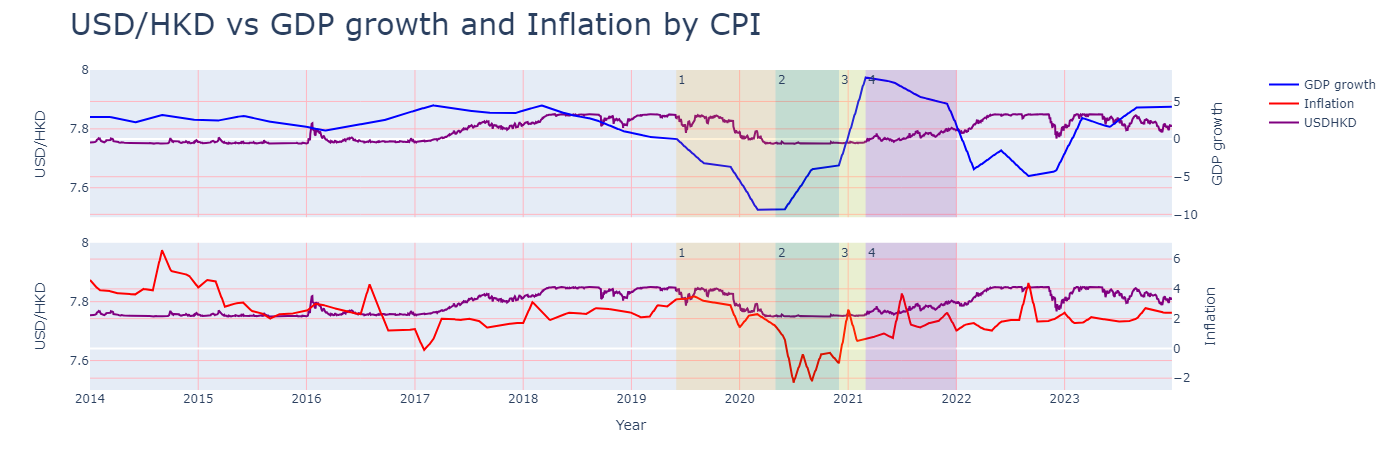 USD/HKD vs GDP growth and Inflation by CPI
8
7.8
7.6
USD/HKD
1
2
3
4
5
0
−5
−10
GDP growth
GDP growth
Inflation
USDHKD
8
7.8
7.6
USD/HKD
1
2
3
4
6
4
2
0
−2
Inflation
2014 2015 2016 2017 2018 2019 2020 2021 2022 2023
Year